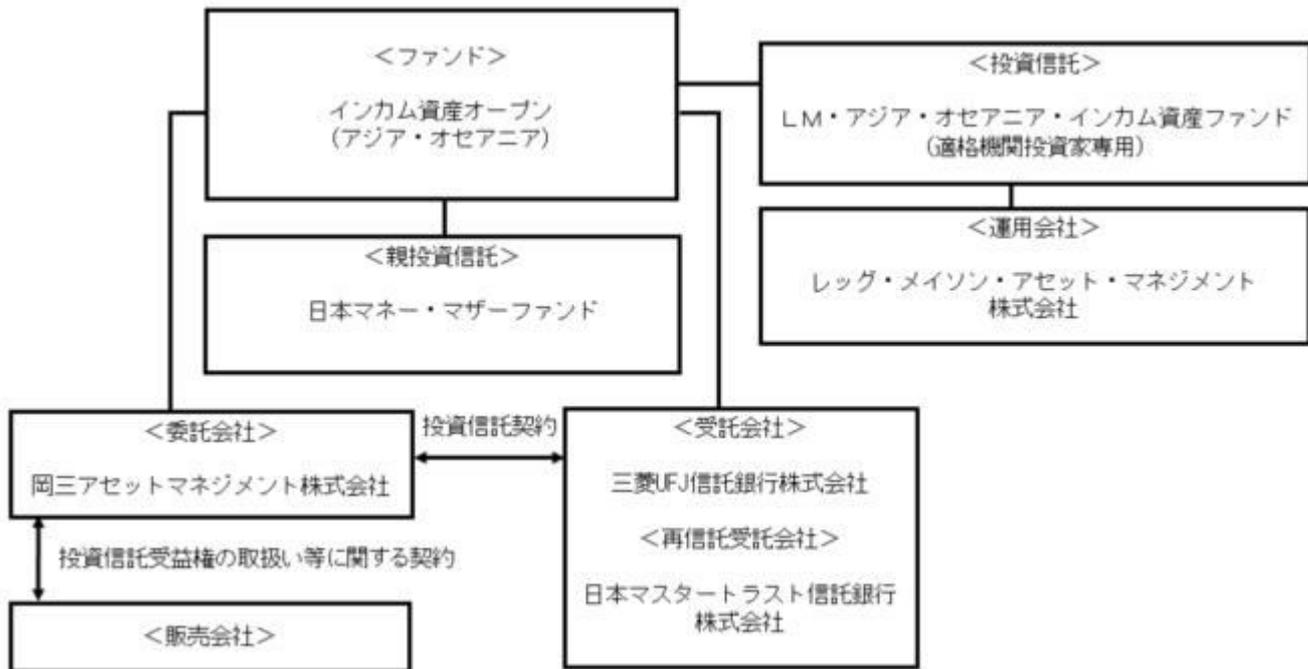 <ファンド>
インカム資産オープン
(アジア・オセアニア)
<投資信託>
LM・アジア・オセアニア・インカム資産ファンド
(適格機関投資家専用)
<運用会社>
レッグ・メイソン・アセット・マネジメント
株式会社
<親投資信託>
日本マネー・マザーファンド
<委託会社>
岡三アセットマネジメント株式会社
投資信託契約
<受託会社>
三菱UFJ信託銀行株式会社
<再信託受託会社>
日本マスタートラスト信託銀行
株式会社
投資信託受益権の取扱い等に関する契約
<販売会社>